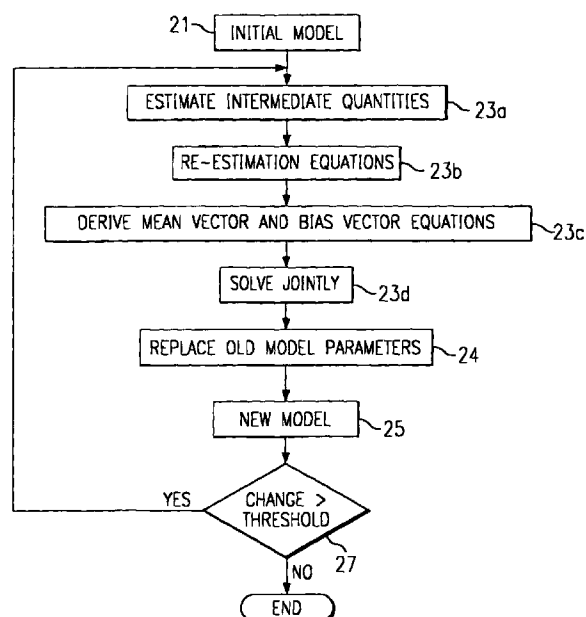 21
INITIAL MODEL
ESTIMATE INTERMEDIATE QUANTITIES
23a
RE-ESTIMATION EQUATIONS
23b
DERIVE MEAN VECTOR AND BIAS VECTOR EQUATIONS
23c
SOLVE JOINTLY
23d
REPLACE OLD MODEL PARAMETERS
24
NEW MODEL
25
YES
CHANGE >
THRESHOLD
27
NO
END